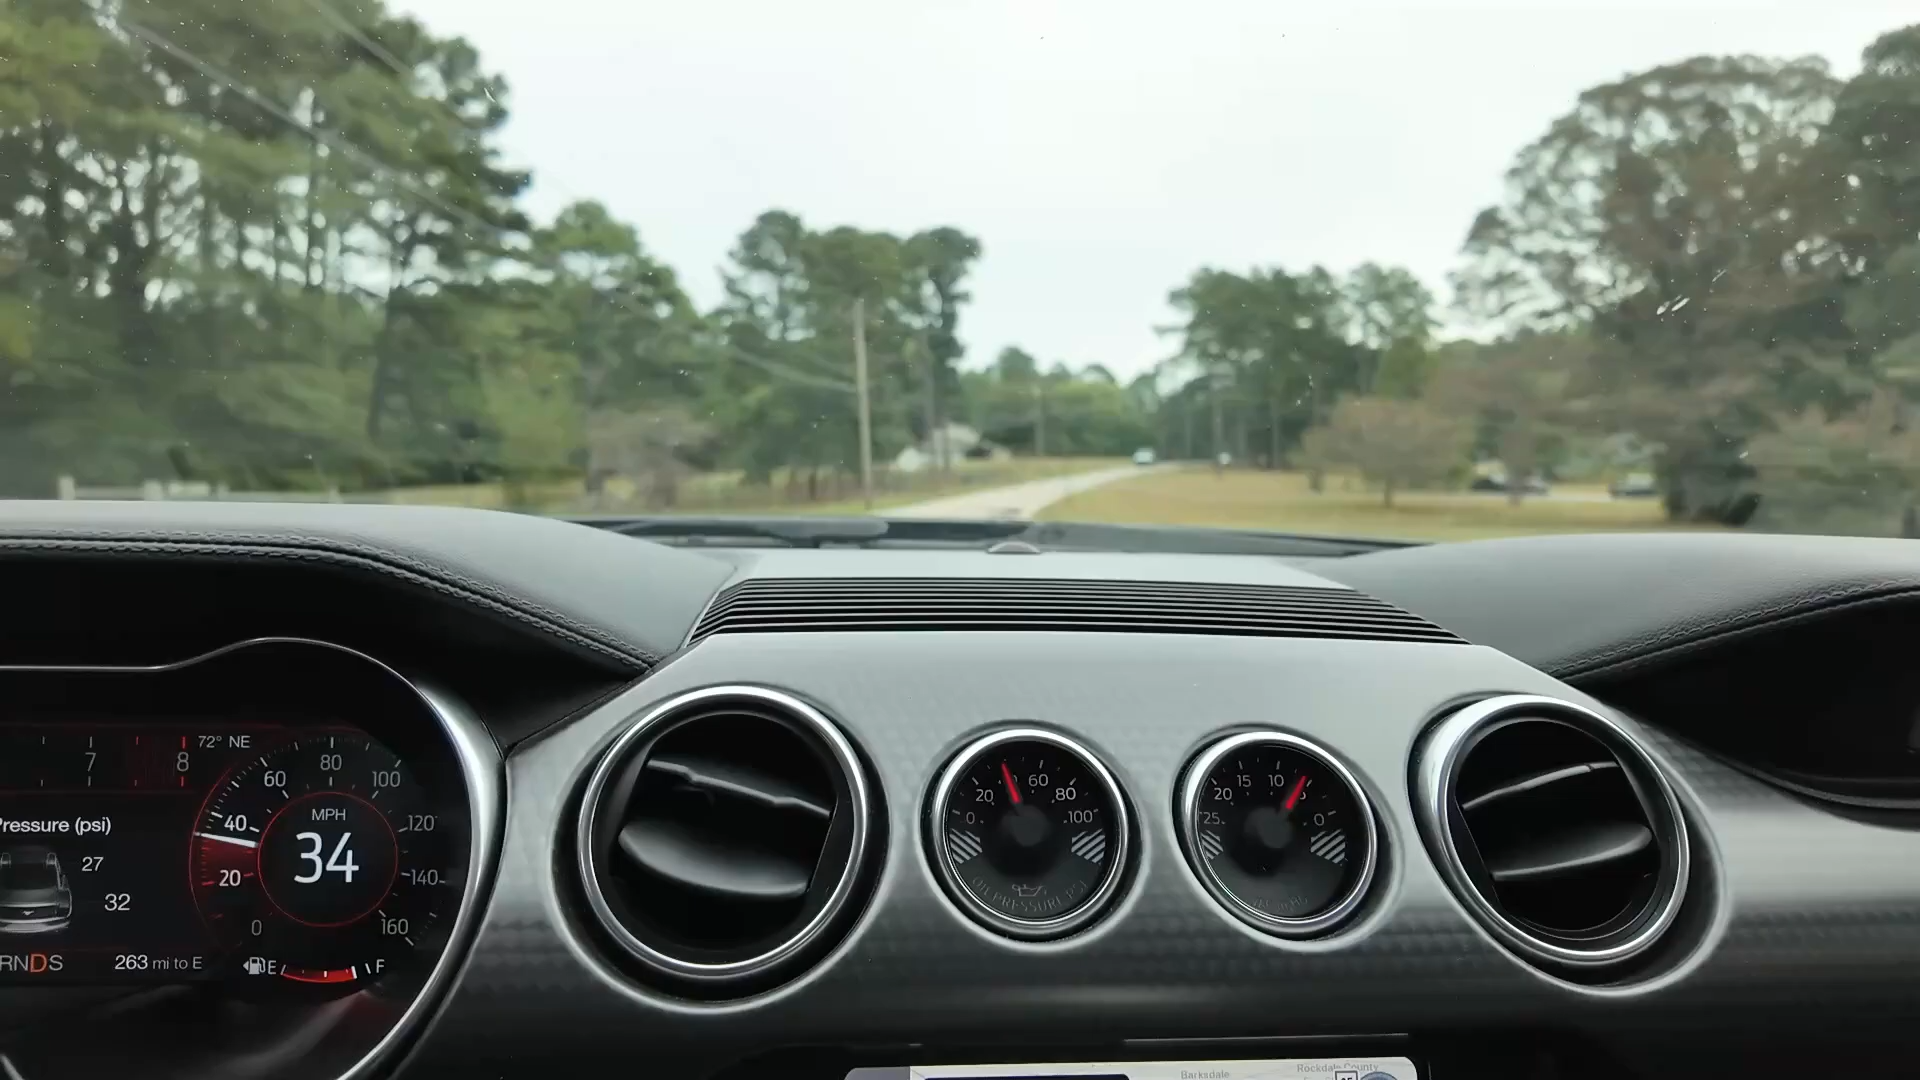 7 8
72° NE
0 20 40 60 80 100 120 140 160
MPH
34
ressure (psi)
27
32
RNDS
263 mi to E
E F
0 20 60 80 100
OIL PRESSURE PSI
25 20 15 10 0
Barksdale
Rockdale County